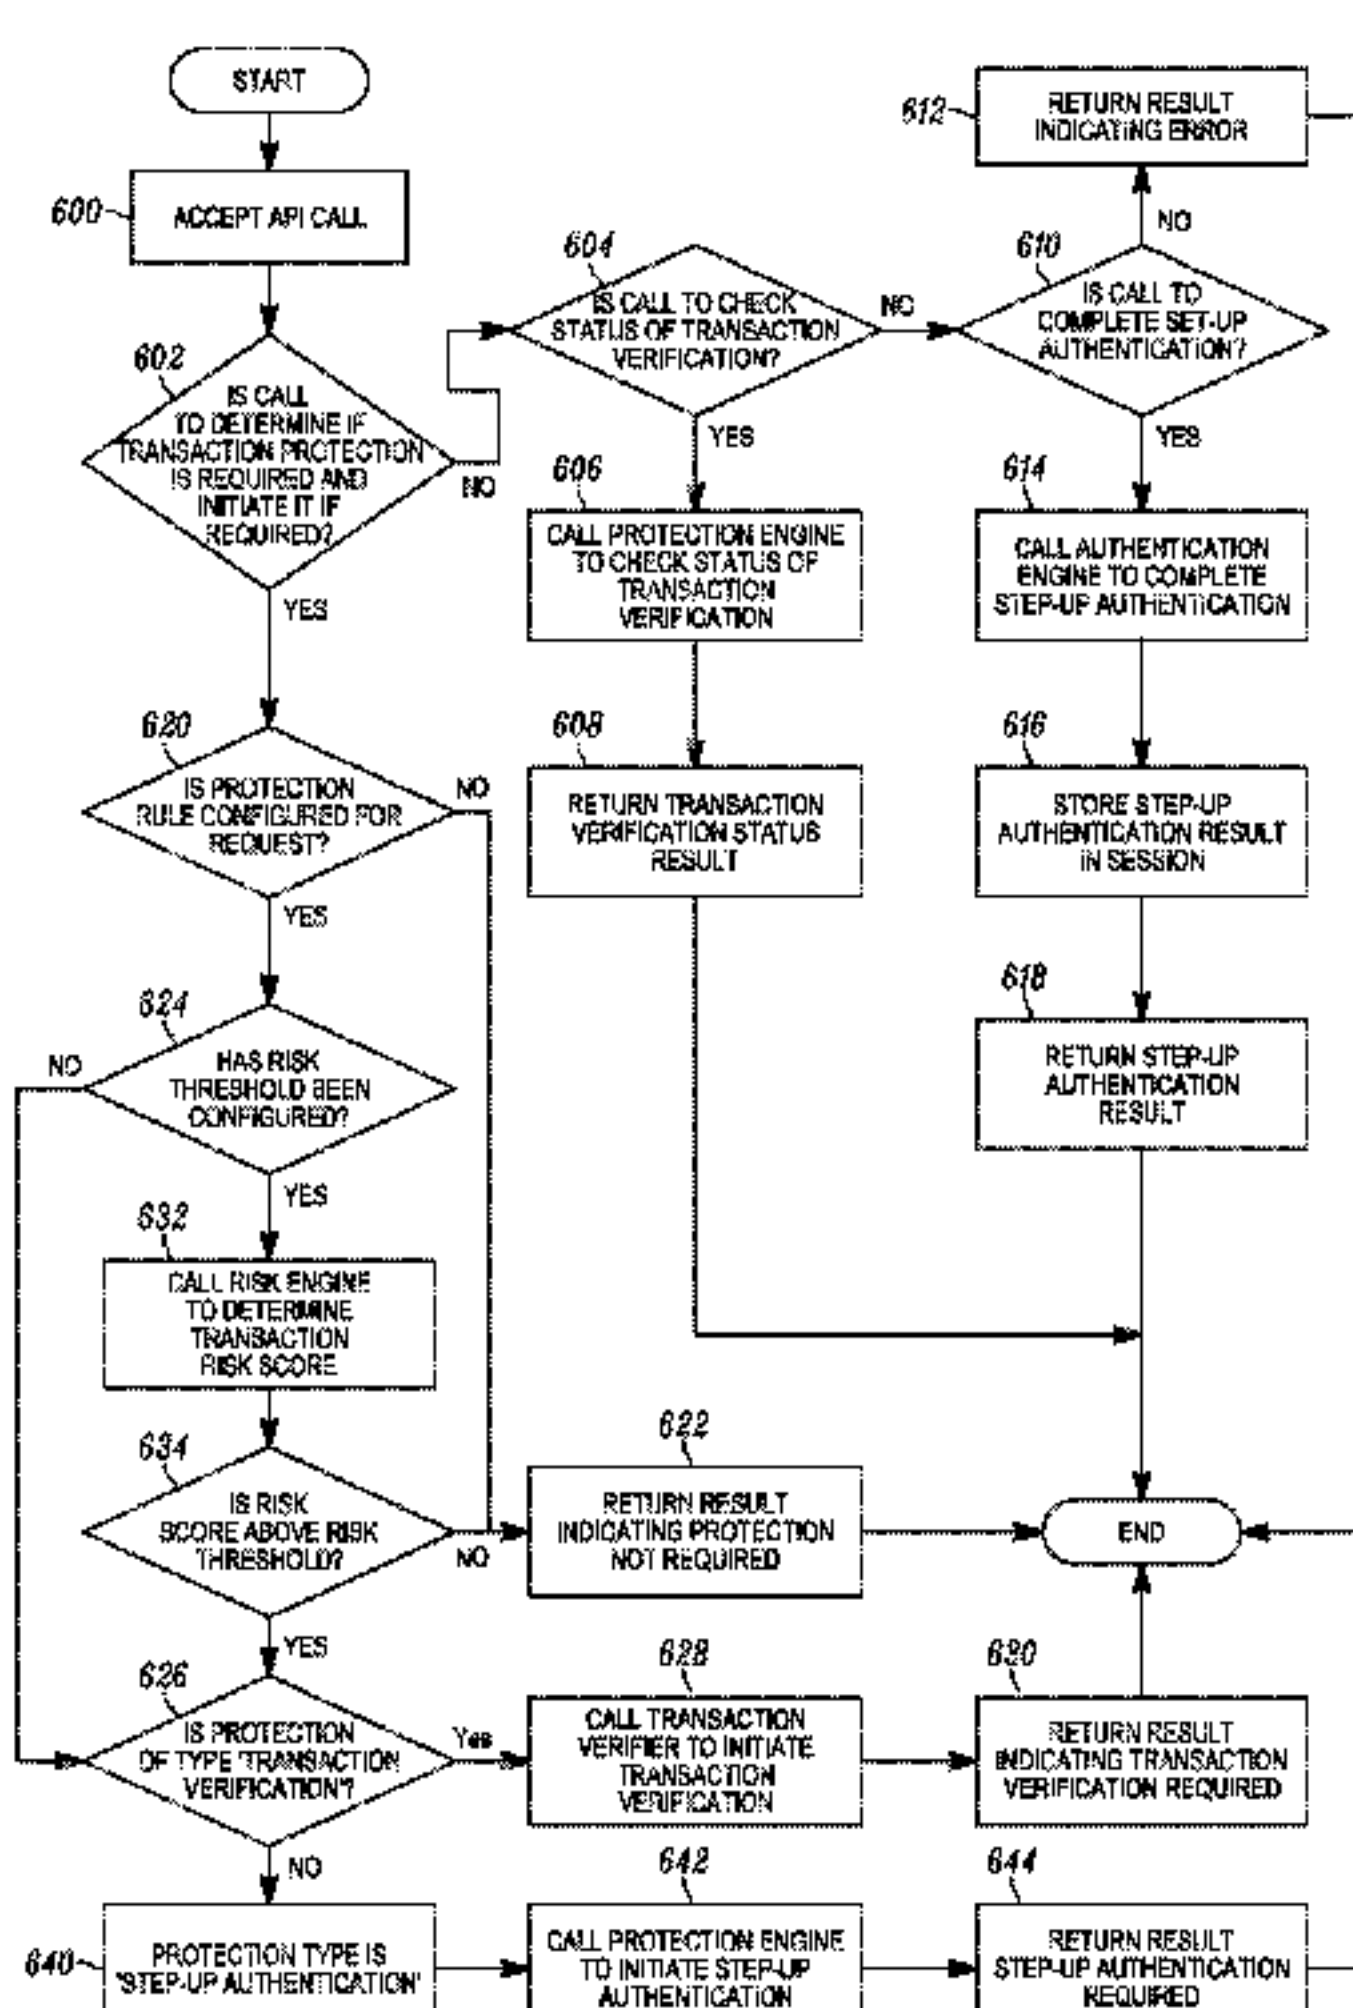 START
600
ACCEPT API CALL
602
IS CALL
TO DETERMINE IF
TRANSACTION PROTECTION
IS REQUIRED AND
INITIATE IT IF
REQUIRED?
NO
YES
604
IS CALL TO CHECK
STATUS OF TRANSACTION
VERIFICATION?
NO
YES
606
CALL PROTECTION ENGINE
TO CHECK STATUS OF
TRANSACTION
VERIFICATION
608
RETURN TRANSACTION
VERIFICATION STATUS
RESULT
610
IS CALL TO
COMPLETE SET-UP
AUTHENTICATION?
NO
YES
612
RETURN RESULT
INDICATING ERROR
614
CALL AUTHENTICATION
ENGINE TO COMPLETE
STEP-UP AUTHENTICATION
616
STORE STEP-UP
AUTHENTICATION RESULT
IN SESSION
618
RETURN STEP-UP
AUTHENTICATION
RESULT
620
IS PROTECTION
RULE CONFIGURED FOR
REQUEST?
NO
YES
624
HAS RISK
THRESHOLD BEEN
CONFIGURED?
NO
YES
632
CALL RISK ENGINE
TO DETERMINE
TRANSACTION
RISK SCORE
634
IS RISK
SCORE ABOVE RISK
THRESHOLD?
NO
YES
622
RETURN RESULT
INDICATING PROTECTION
NOT REQUIRED
END
626
IS PROTECTION
OF TYPE 'TRANSACTION
VERIFICATION'?
Yes
NO
628
CALL TRANSACTION
VERIFIER TO INITIATE
TRANSACTION
VERIFICATION
630
RETURN RESULT
INDICATING TRANSACTION
VERIFICATION REQUIRED
640
PROTECTION TYPE IS
'STEP-UP AUTHENTICATION'
642
CALL PROTECTION ENGINE
TO INITIATE STEP-UP
AUTHENTICATION
644
RETURN RESULT
STEP-UP AUTHENTICATION
REQUIRED